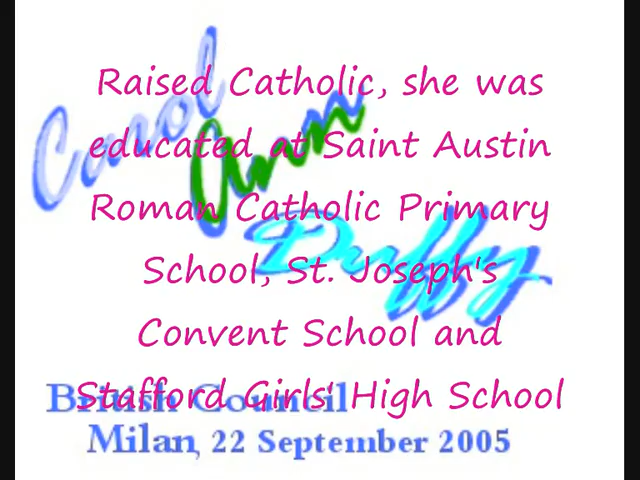 Carol
Ann
Duffy
Raised Catholic, she was
educated at Saint Austin
Roman Catholic Primary
School, St. Joseph's
Convent School and
Stafford Girls' High School
British Council
Milan, 22 September 2005